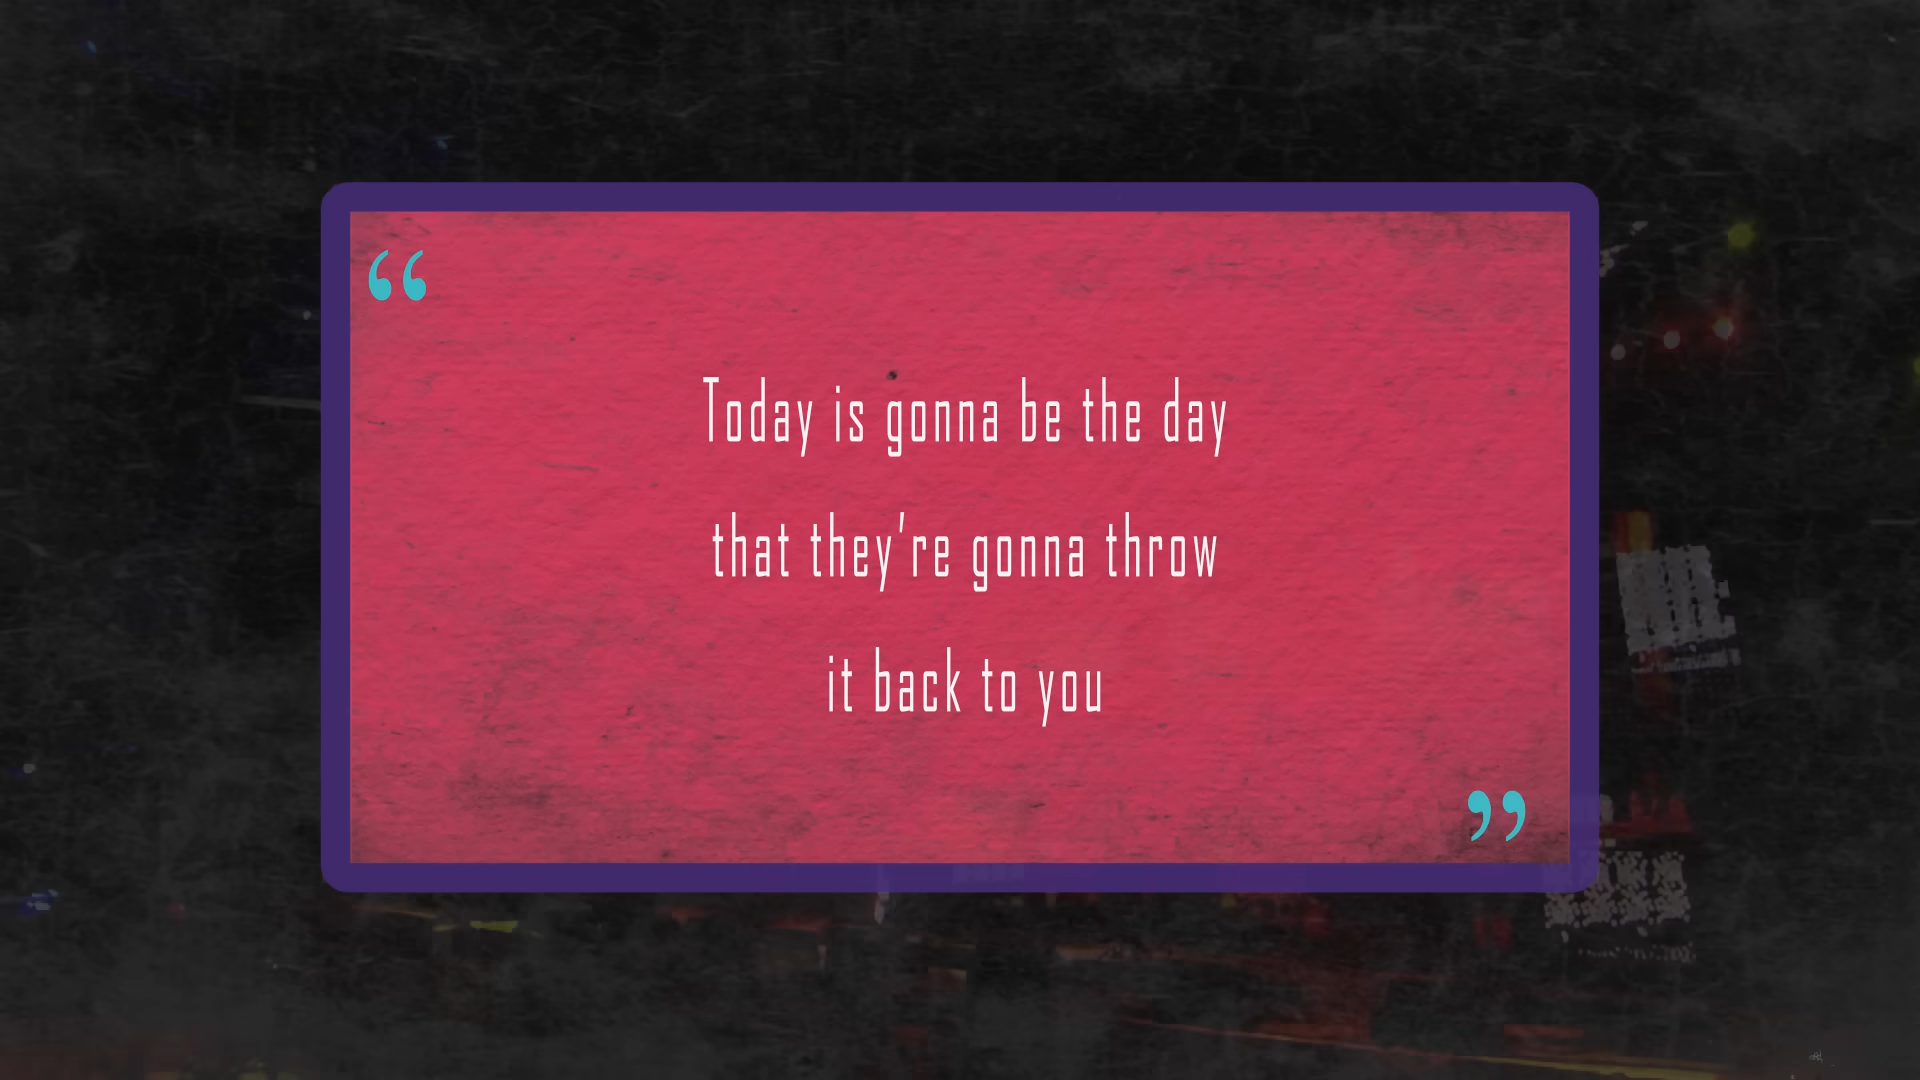 “
Today is gonna be the day
that they're gonna throw
it back to you
”